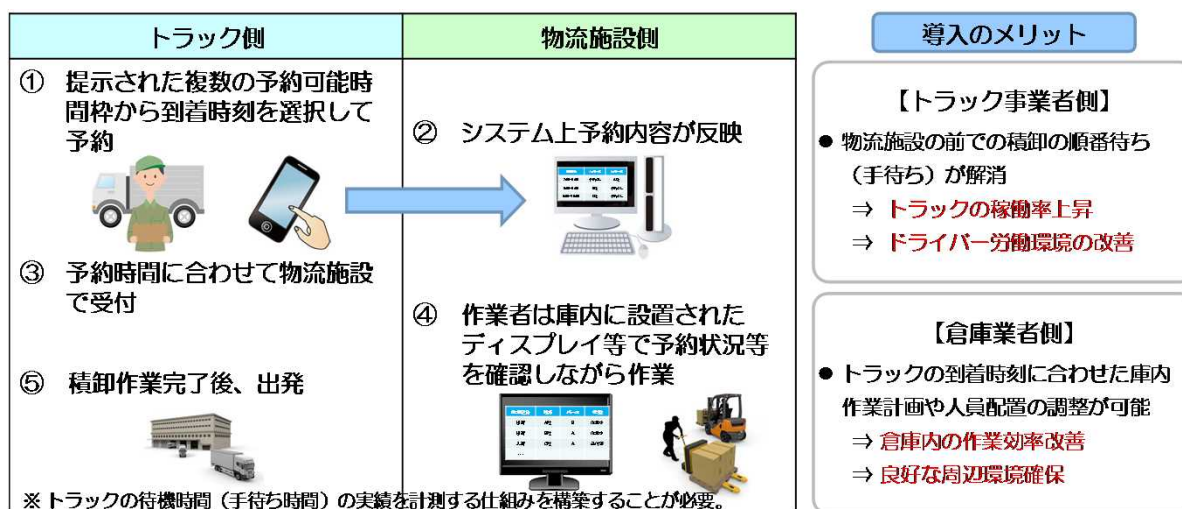 トラック側
① 提示された複数の予約可能時
間枠から到着時刻を選択して
予約
③ 予約時間に合わせて物流施設
で受付
⑤ 積卸作業完了後、出発
物流施設側
② システム上予約内容が反映
④ 作業者は庫内に設置された
ディスプレイ等で予約状況等
を確認しながら作業
※ トラックの待機時間（手待ち時間）の実績を計測する仕組みを構築することが必要。
導入のメリット
【トラック事業者側】
● 物流施設の前での積卸の順番待ち
（手待ち）が解消
⇒ トラックの稼働率上昇
⇒ ドライバー労働環境の改善
【倉庫業者側】
● トラックの到着時刻に合わせた庫内
作業計画や人員配置の調整が可能
⇒ 倉庫内の作業効率改善
⇒ 良好な周辺環境確保